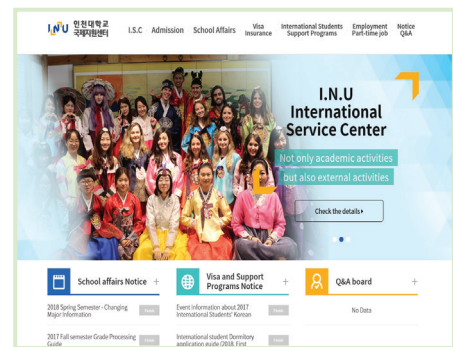 I.N.U 인천대학교
국제지원센터
I.S.C Admission School Affairs Visa Insurance International Students Support Programs Employment Part-time job Notice Q&A
I.N.U
International
Service Center
Not only academic activities
but also external activities
Check the details▸
School affairs Notice +
Visa and Support
Programs Notice +
Q&A board +
2018 Spring Semester - Changing
Major Information
Event information about 2017
International Students' Korean
No Data
2017 Fall semester Grade Processing
Guide
International student Dormitory
application guide (2018, First